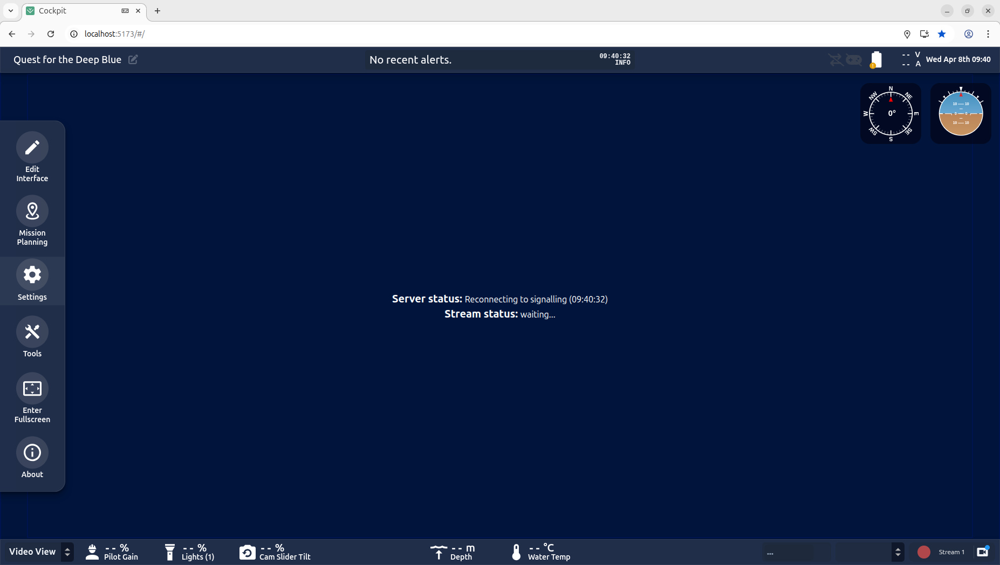 Cockpit
localhost:5173/#/
Quest for the Deep Blue
No recent alerts.
09:40:32
INFO
-- V
-- A
Wed Apr 8th 09:40
N
NW NE
W 0° E
SW SE
S
10 10
0 0
10 10
Edit
Interface
Mission
Planning
Settings
Tools
Enter
Fullscreen
About
Server status: Reconnecting to signalling (09:40:32)
Stream status: waiting...
Video View
-- %
Pilot Gain
-- %
Lights (1)
-- %
Cam Slider Tilt
-- m
Depth
-- °C
Water Temp
...
Stream 1